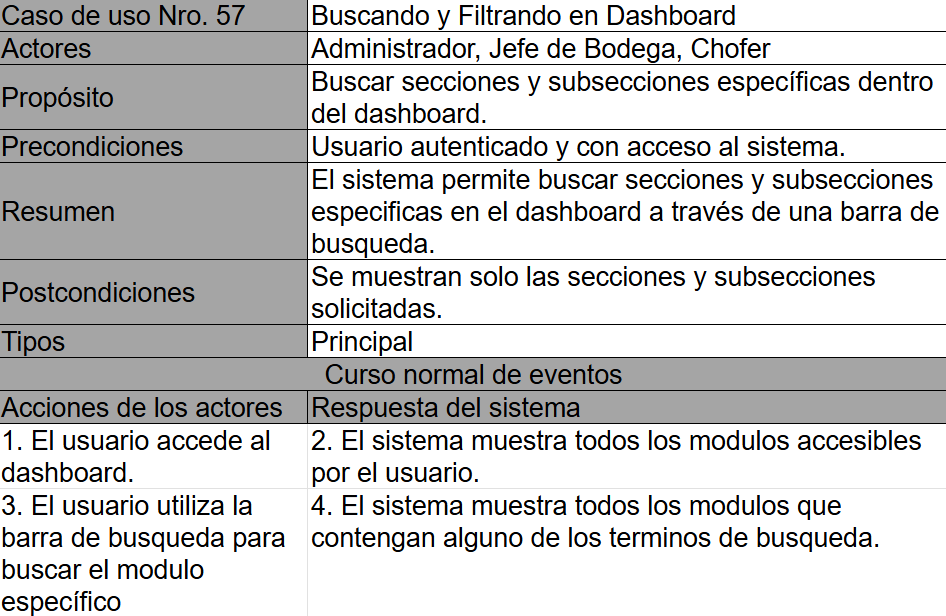 Caso de uso Nro. 57
Buscando y Filtrando en Dashboard
Actores
Administrador, Jefe de Bodega, Chofer
Propósito
Buscar secciones y subsecciones específicas dentro
del dashboard.
Precondiciones
Usuario autenticado y con acceso al sistema.
Resumen
El sistema permite buscar secciones y subsecciones
especificas en el dashboard a través de una barra de
busqueda.
Postcondiciones
Se muestran solo las secciones y subsecciones
solicitadas.
Tipos
Principal
Curso normal de eventos
Acciones de los actores
Respuesta del sistema
1. El usuario accede al
dashboard.
2. El sistema muestra todos los modulos accesibles
por el usuario.
3. El usuario utiliza la
barra de busqueda para
buscar el modulo
específico
4. El sistema muestra todos los modulos que
contengan alguno de los terminos de busqueda.